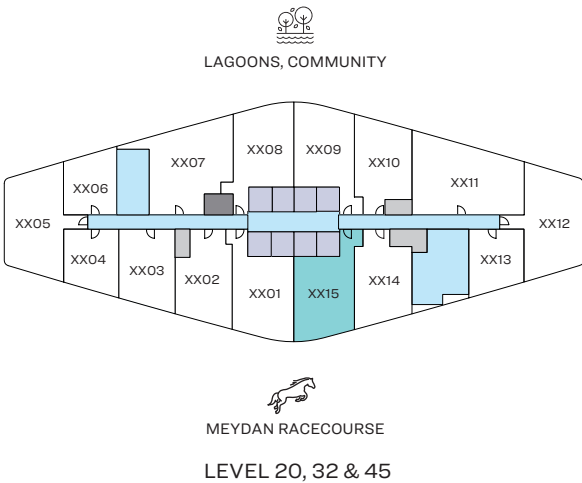 LAGOONS, COMMUNITY
XX08 XX09
XX07 XX10
XX06 XX11
XX05 XX12
XX04 XX03 XX02 XX01 XX15 XX14 XX13
MEYDAN RACECOURSE
LEVEL 20, 32 & 45